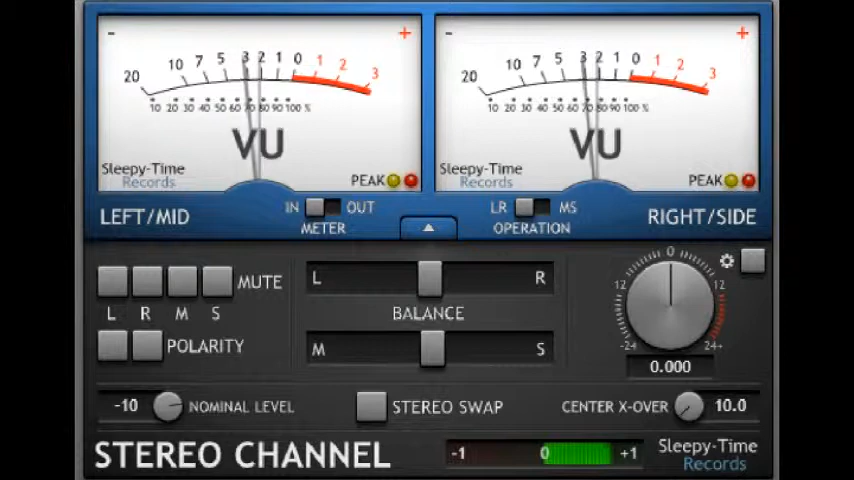 - +
20 10 7 5 3 2 1 0 1 2 3
10 20 30 40 50 60 70 80 90 100 %
VU
Sleepy-Time
Records
PEAK
LEFT/MID
IN OUT
METER
- +
20 10 7 5 3 2 1 0 1 2 3
10 20 30 40 50 60 70 80 90 100 %
VU
Sleepy-Time
Records
PEAK
LR MS
OPERATION
RIGHT/SIDE
MUTE
L R M S
POLARITY
L R
BALANCE
M S
0
12 12
-24 24+
0.000
-10 NOMINAL LEVEL
STEREO SWAP
CENTER X-OVER 10.0
STEREO CHANNEL
-1 0 +1
Sleepy-Time
Records